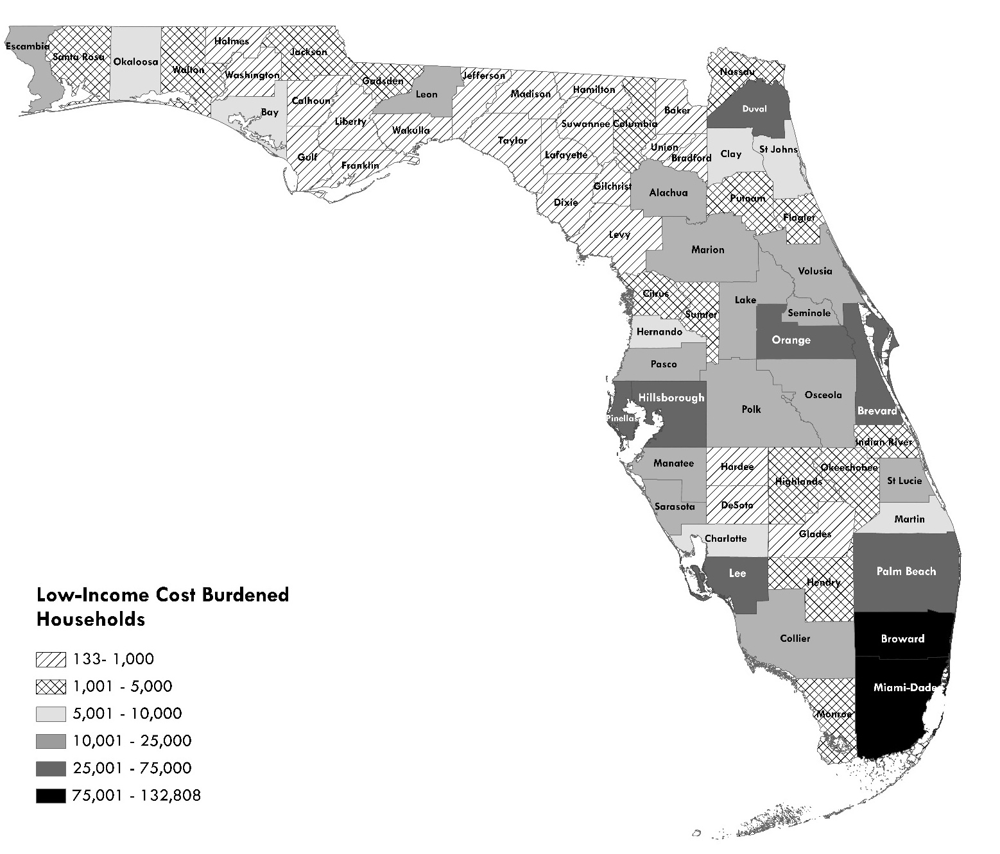 Escambia
Santa Rosa
Okaloosa
Walton
Holmes
Washington
Jackson
Bay
Calhoun
Gulf
Liberty
Franklin
Gadsden
Leon
Wakulla
Jefferson
Madison
Taylor
Hamilton
Suwannee
Lafayette
Dixie
Columbia
Gilchrist
Levy
Baker
Union
Bradford
Alachua
Nassau
Duval
Clay
St Johns
Putnam
Flagler
Marion
Volusia
Citrus
Sumter
Lake
Seminole
Orange
Hernando
Pasco
Pinellas
Hillsborough
Polk
Osceola
Brevard
Indian River
Manatee
Hardee
Highlands
Okeechobee
St Lucie
Sarasota
DeSoto
Martin
Charlotte
Glades
Lee
Hendry
Palm Beach
Collier
Broward
Miami-Dade
Monroe
Low-Income Cost Burdened
Households
133- 1,000
1,001 - 5,000
5,001 - 10,000
10,001 - 25,000
25,001 - 75,000
75,001 - 132,808